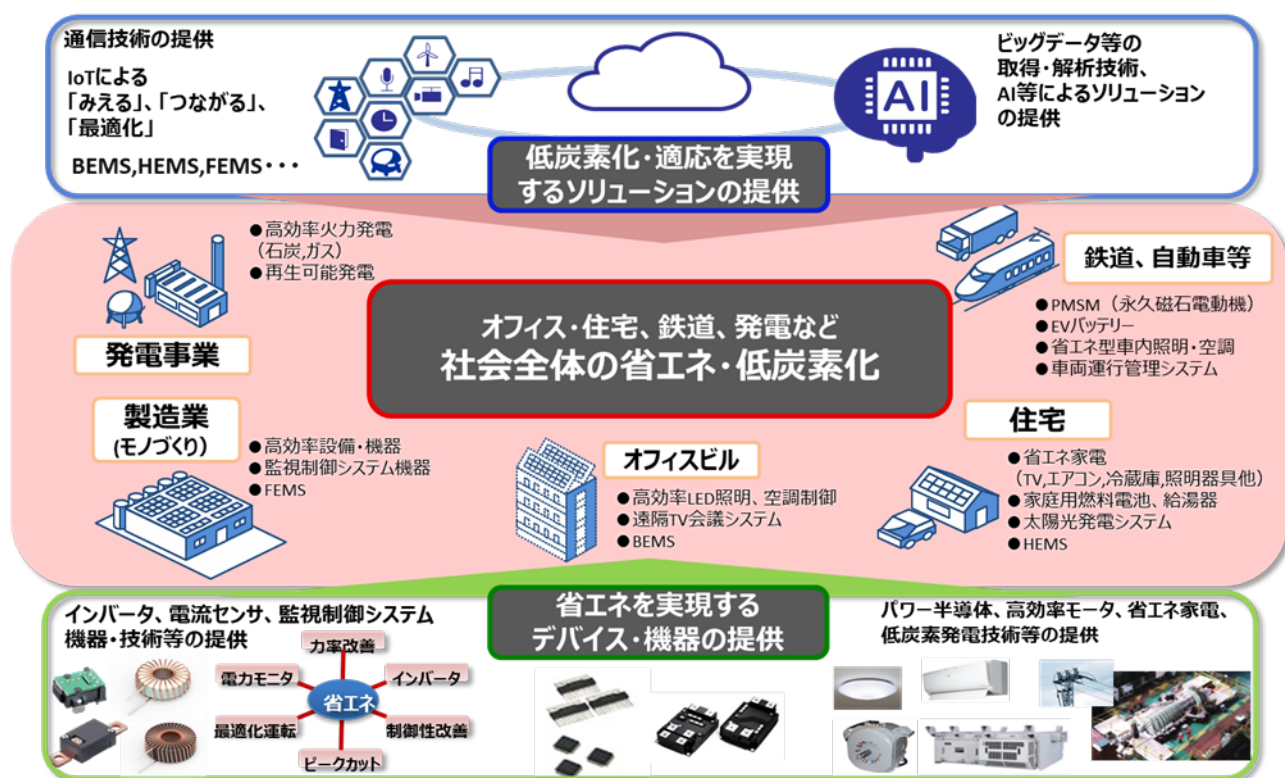 通信技術の提供
IoTによる
「みえる」、「つながる」、
「最適化」
BEMS,HEMS,FEMS・・・
AI
ビッグデータ等の
取得・解析技術、
AI等によるソリューション
の提供
低炭素化・適応を実現
するソリューションの提供
●高効率火力発電
（石炭,ガス）
●再生可能発電
発電事業
鉄道、自動車等
●PMSM（永久磁石電動機）
●EVバッテリー
●省エネ型車内照明・空調
●車両運行管理システム
オフィス・住宅、鉄道、発電など
社会全体の省エネ・低炭素化
製造業
(モノづくり)
●高効率設備・機器
●監視制御システム機器
●FEMS
オフィスビル
●高効率LED照明、空調制御
●遠隔TV会議システム
●BEMS
住宅
●省エネ家電
（TV,エアコン,冷蔵庫,照明器具他）
●家庭用燃料電池、給湯器
●太陽光発電システム
●HEMS
省エネを実現する
デバイス・機器の提供
インバータ、電流センサ、監視制御システム
機器・技術等の提供
力率改善
電力モニタ
インバータ
省エネ
最適化運転
制御性改善
ピークカット
パワー半導体、高効率モータ、省エネ家電、
低炭素発電技術等の提供